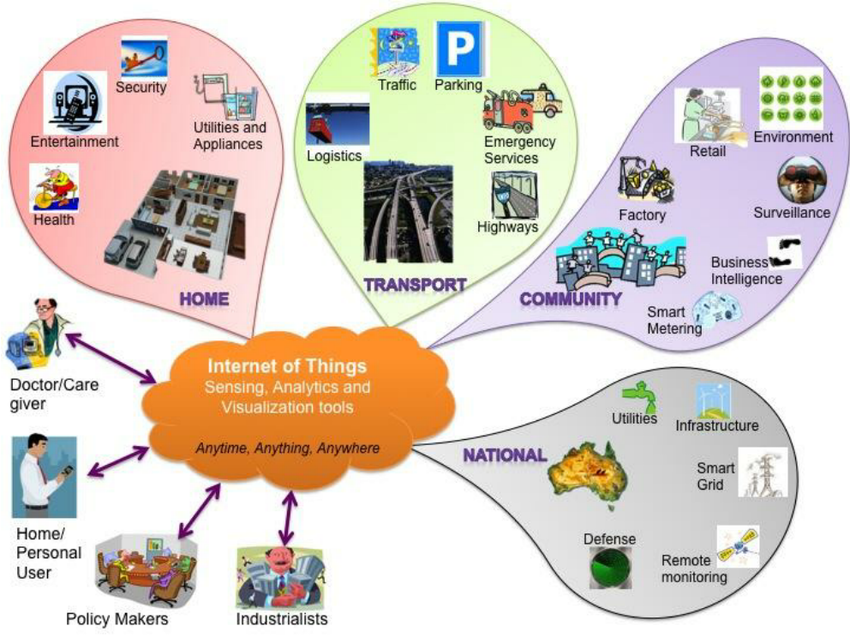 Security
Entertainment
Utilities and
Appliances
Health
HOME
Traffic
P
Parking
Logistics
Emergency
Services
Highways
TRANSPORT
Retail
Environment
Factory
Surveillance
Business
Intelligence
COMMUNITY
Smart
Metering
Internet of Things
Sensing, Analytics and
Visualization tools
Anytime, Anything, Anywhere
NATIONAL
Utilities
Infrastructure
Smart
Grid
Defense
Remote
monitoring
Doctor/Care
giver
Home/
Personal
User
Policy Makers
Industrialists